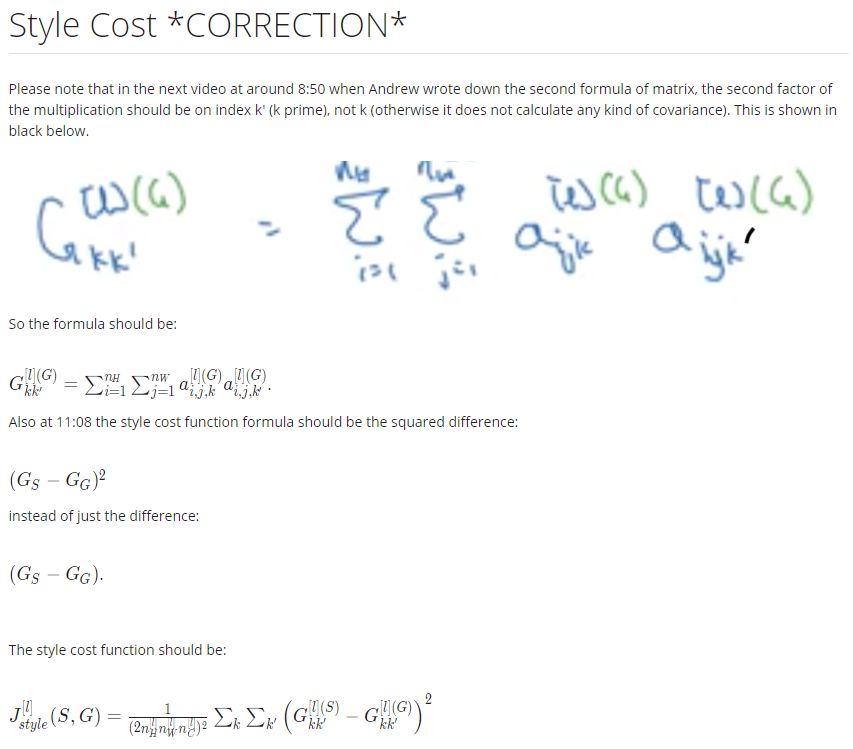 Style Cost *CORRECTION*
Please note that in the next video at around 8:50 when Andrew wrote down the second formula of matrix, the second factor of
the multiplication should be on index k' (k prime), not k (otherwise it does not calculate any kind of covariance). This is shown in
black below.
G_{kk'}^{[l](G)} = \sum_{i=1}^{n_H} \sum_{j=1}^{n_W} a_{ijk}^{[l](G)} a_{ijk'}^{[l](G)}
So the formula should be:
G_{kk'}^{[l](G)} = \sum_{i=1}^{n_H} \sum_{j=1}^{n_W} a_{i,j,k}^{[l](G)} a_{i,j,k'}^{[l](G)}.
Also at 11:08 the style cost function formula should be the squared difference:
(G_S − G_G)^2
instead of just the difference:
(G_S − G_G).
The style cost function should be:
J_{style}^{[l]}(S, G) = \frac{1}{(2n_H^{[l]} n_W^{[l]} n_C^{[l]})^2} \sum_k \sum_{k'} (G_{kk'}^{[l](S)} − G_{kk'}^{[l](G)})^2